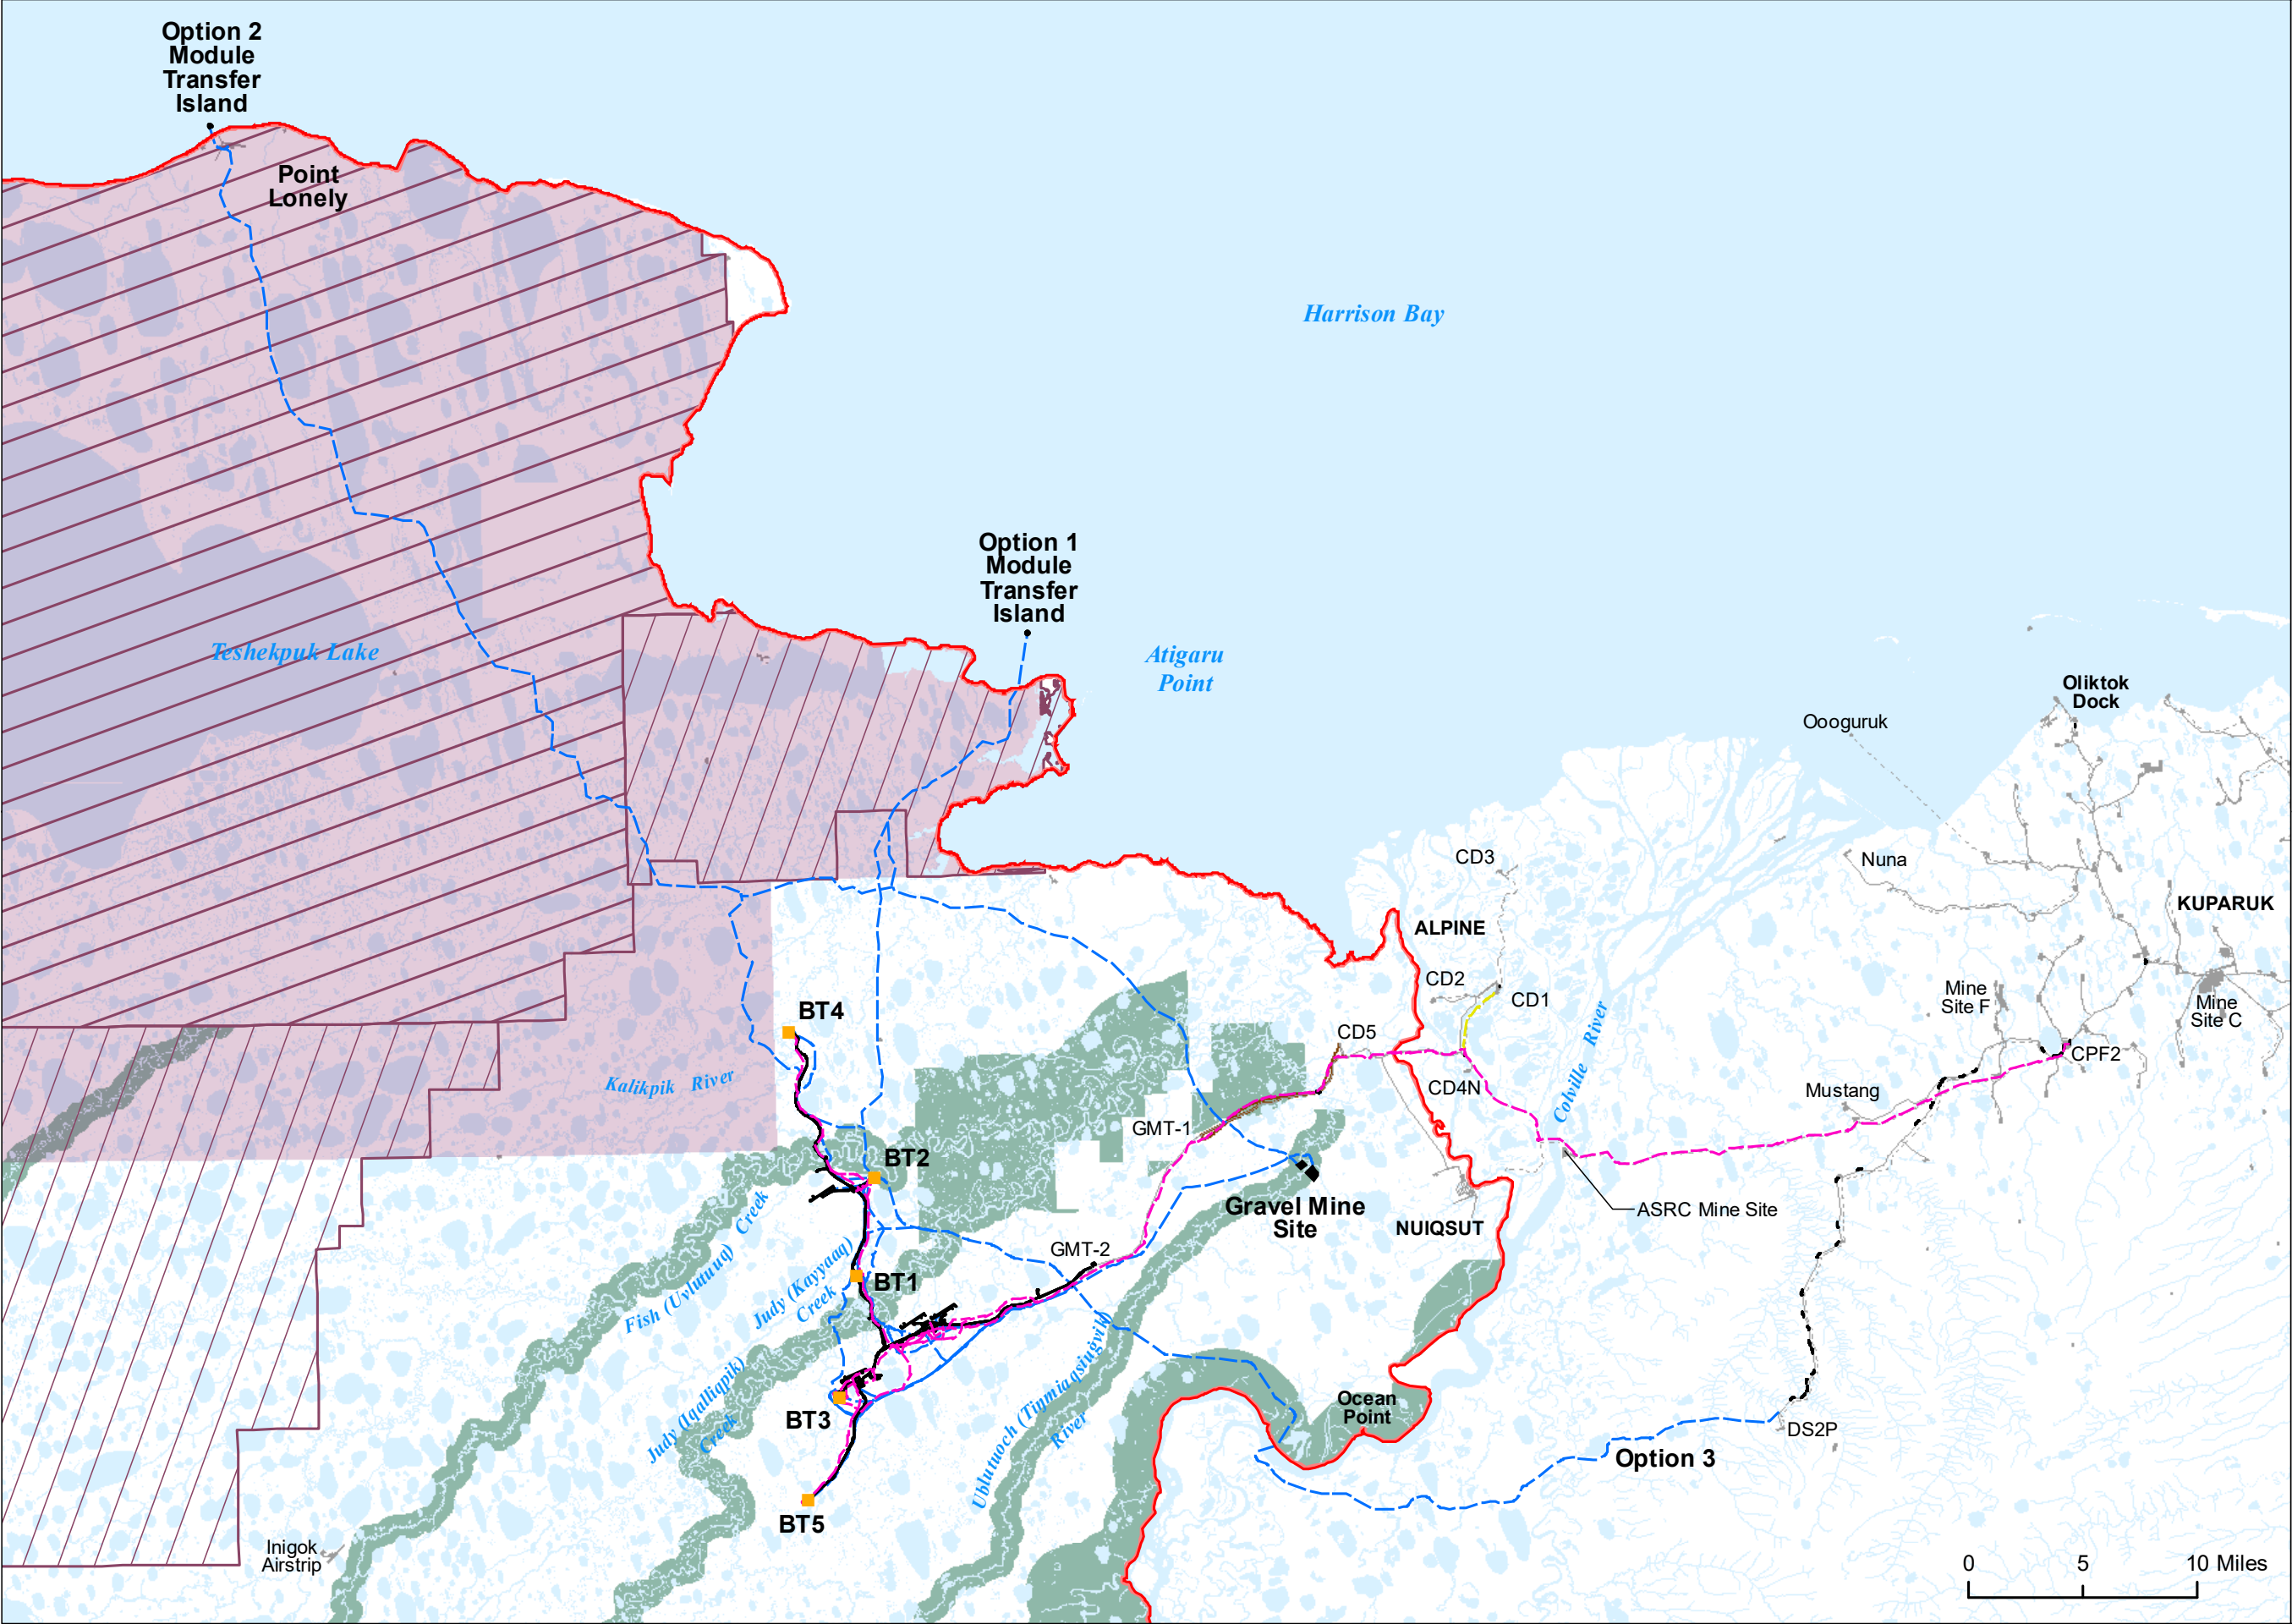 Option 2
Module
Transfer
Island
Point
Lonely
Harrison Bay
Option 1
Module
Transfer
Island
Teshekpuk Lake
Atigaru
Point
Oliktok
Dock
Oooguruk
CD3
Nuna
KUPARUK
ALPINE
CD2
CD1
Mine
Site F
Mine
Site C
BT4
CD5
Colville River
CPF2
Kalikpik River
CD4N
Mustang
GMT-1
BT2
Gravel Mine
Site
ASRC Mine Site
NUIQSUT
Fish (Uvlutuuq) Creek
Judy (Kayyaaq)
Creek
GMT-2
BT1
Judy (Iqalliqpik)
Creek
BT3
Ublutuoch (Tinmiaqsiugvik)
River
Ocean
Point
DS2P
Option 3
BT5
Inigok
Airstrip
0 5 10 Miles